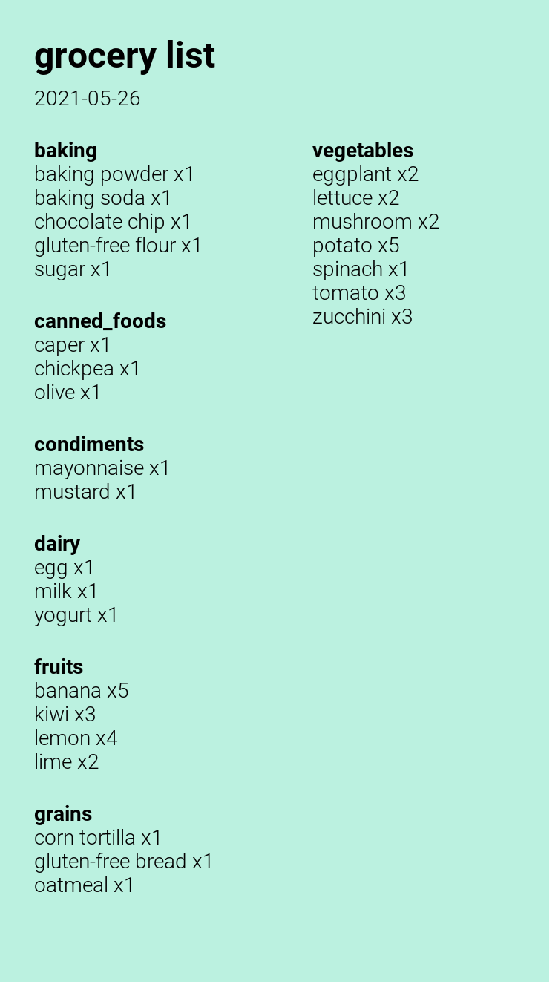 grocery list
2021-05-26
baking
baking powder x1
baking soda x1
chocolate chip x1
gluten-free flour x1
sugar x1
canned_foods
caper x1
chickpea x1
olive x1
condiments
mayonnaise x1
mustard x1
dairy
egg x1
milk x1
yogurt x1
fruits
banana x5
kiwi x3
lemon x4
lime x2
grains
corn tortilla x1
gluten-free bread x1
oatmeal x1
vegetables
eggplant x2
lettuce x2
mushroom x2
potato x5
spinach x1
tomato x3
zucchini x3